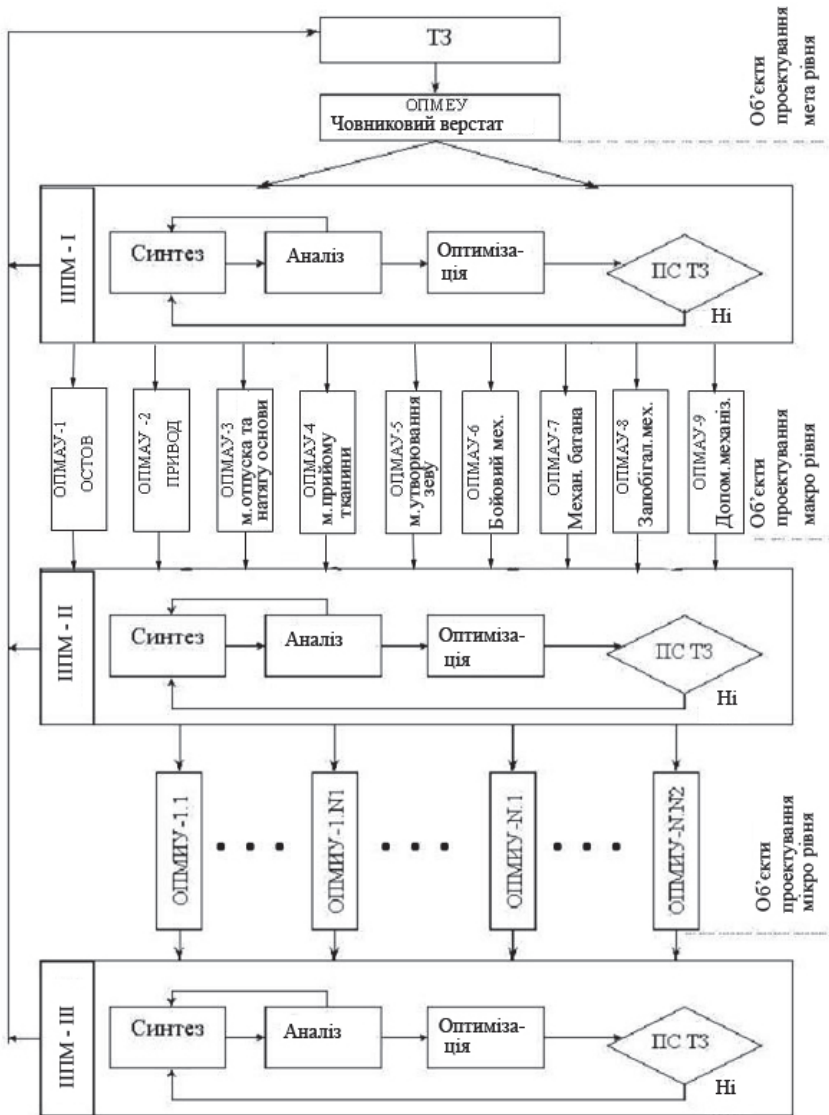 ТЗ
ОПМЕУ
Човниковий верстат
Об’єкти
проектування
мета рівня
ППМ - I
Синтез
Аналіз
Оптиміза-
ція
ПС ТЗ
Ні
ОПМАУ-1
ОСТОВ
ОПМАУ -2
ПРИВОД
ОПМАУ-3
м.отпуска та
натягу основи
ОПМАУ-4
м.прийому
тканини
ОПМАУ-5
м.утворювання
зеву
ОПМАУ-6
Бойовий мех.
ОПМАУ-7
Механ. батана
ОПМАУ-8
Запобігал.мех.
ОПМАУ-9
Допом.механіз.
Об’єкти
проектування
макро рівня
ППМ - II
Синтез
Аналіз
Оптиміза-
ція
ПС ТЗ
Ні
ОПМИУ-1.1
ОПМИУ-1.N1
ОПМИУ-N.1
ОПМИУ-N.N2
Об’єкти
проектування
мікро рівня
ППМ - III
Синтез
Аналіз
Оптиміза-
ція
ПС ТЗ
Ні